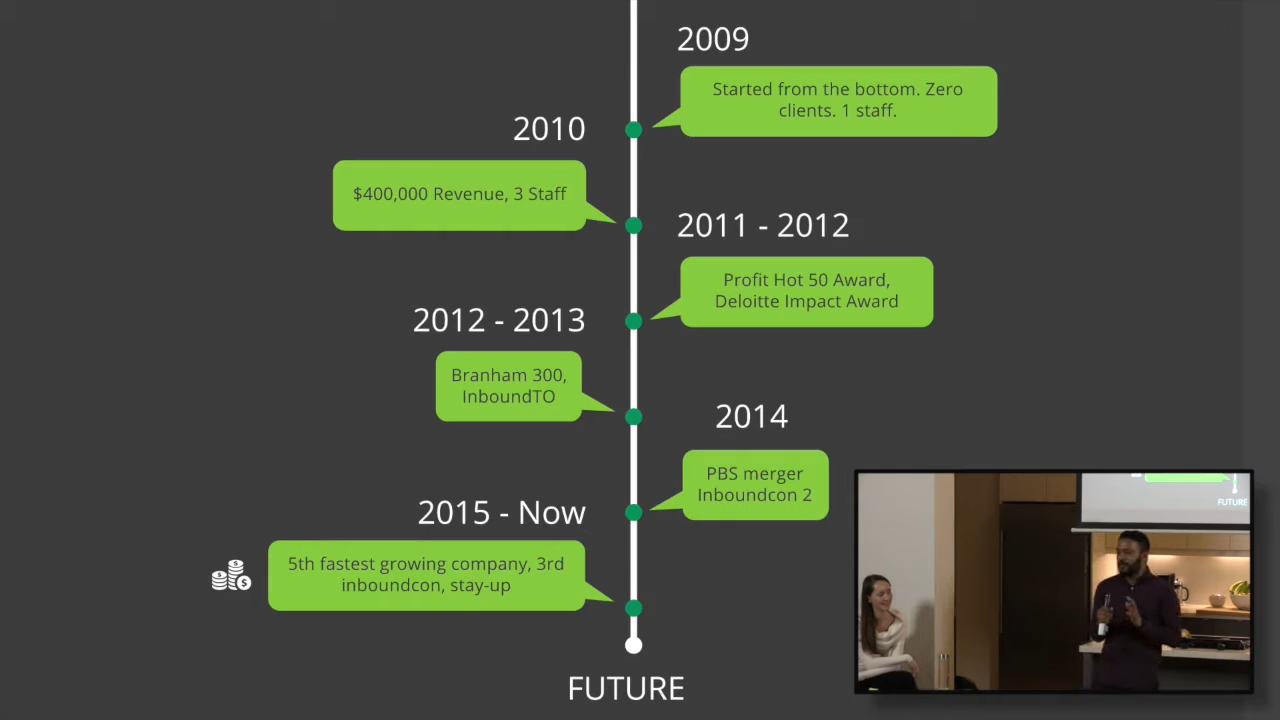 2009
Started from the bottom. Zero
clients. 1 staff.
2010
$400,000 Revenue, 3 Staff
2011 - 2012
Profit Hot 50 Award,
Deloitte Impact Award
2012 - 2013
Branham 300,
InboundTO
2014
PBS merger
Inboundcon 2
2015 - Now
5th fastest growing company, 3rd
inboundcon, stay-up
FUTURE
FUTURE